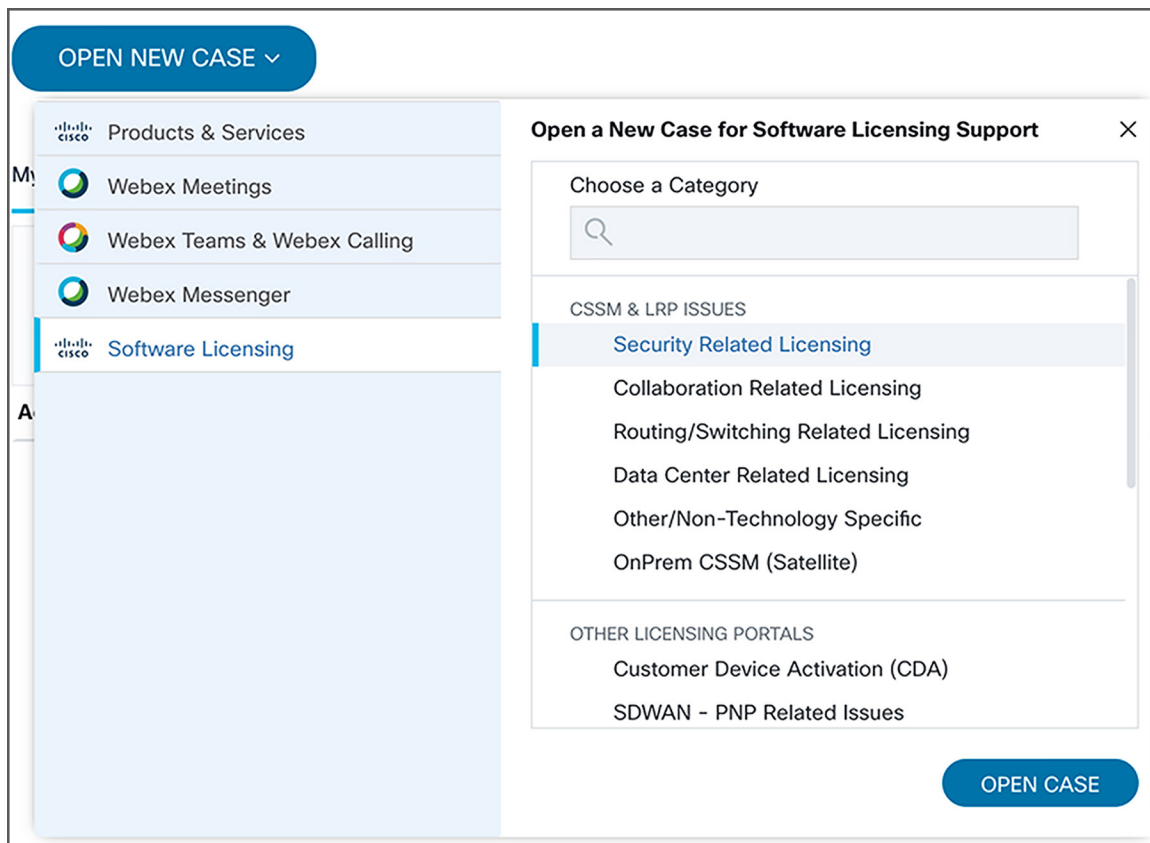 OPEN NEW CASE
cisco Products & Services
Webex Meetings
Webex Teams & Webex Calling
Webex Messenger
cisco Software Licensing
My
Open a New Case for Software Licensing Support
Choose a Category
CSSM & LRP ISSUES
Security Related Licensing
Collaboration Related Licensing
Routing/Switching Related Licensing
Data Center Related Licensing
Other/Non-Technology Specific
OnPrem CSSM (Satellite)
OTHER LICENSING PORTALS
Customer Device Activation (CDA)
SDWAN - PNP Related Issues
OPEN CASE